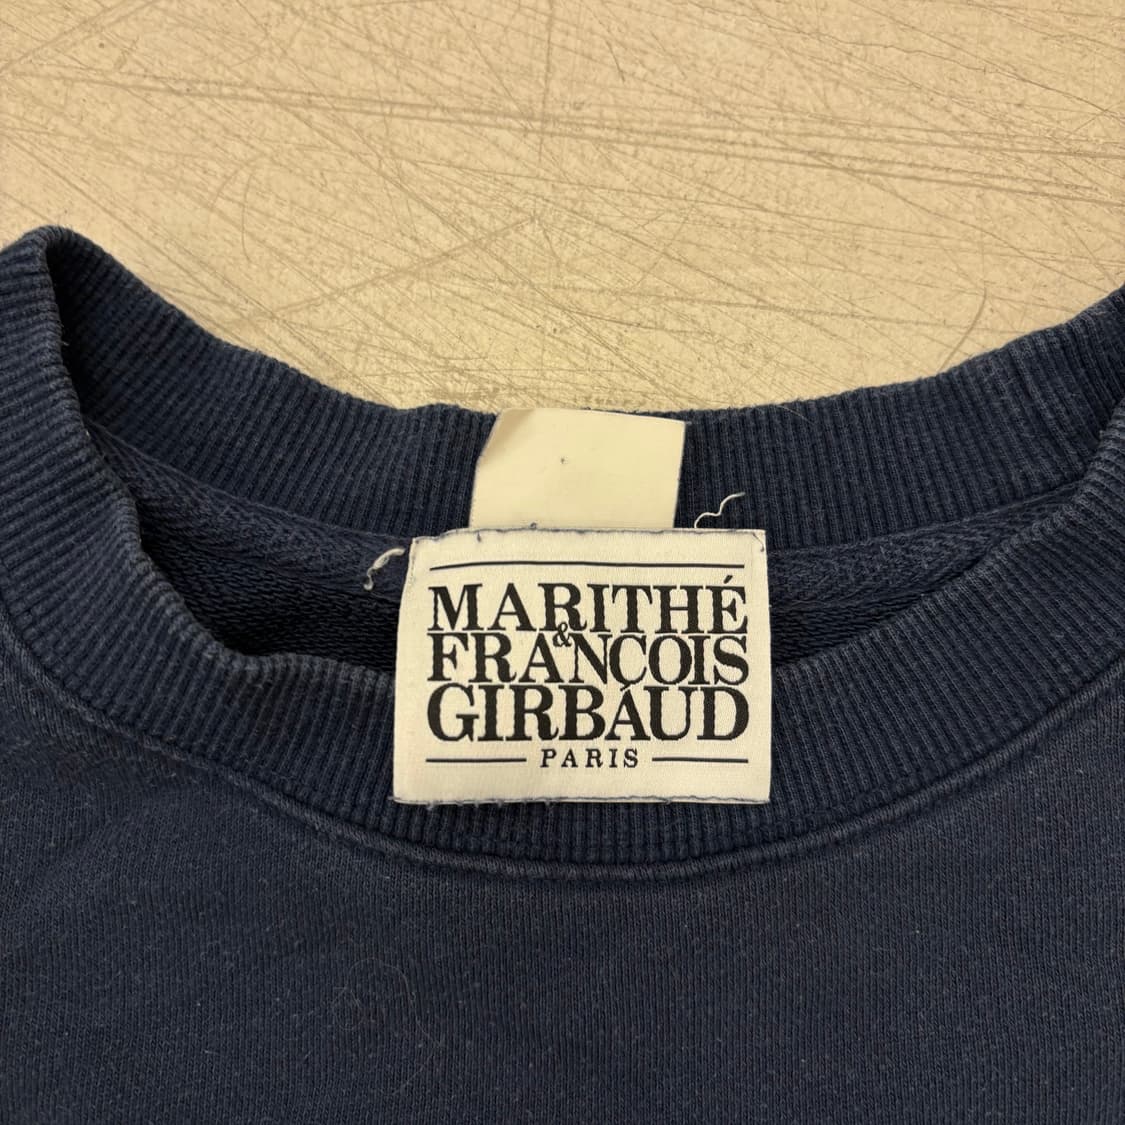 MARITHÉ
&
FRANÇOIS
GIRBAUD
PARIS